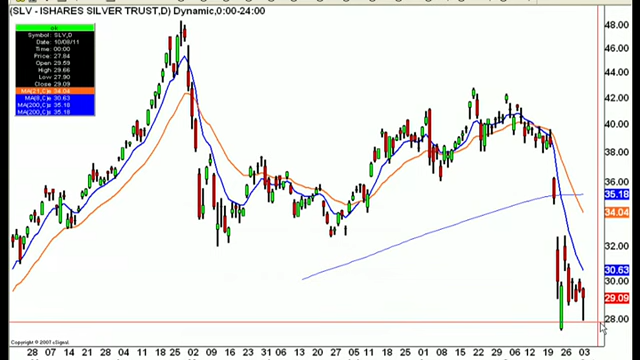 (SLV - ISHARES SILVER TRUST,D) Dynamic,0:00-24:00
Symbol: SLV,D
Date: 10/08/11
Time: 00:00
Price: 27.84
Open: 29.59
High: 29.66
Low: 27.90
Close: 29.09
MA(21,C)= 34.04
MA(8,C)= 30.63
MA(200,C)= 35.18
MA(200,C)= 35.18
48.00
46.00
44.00
42.00
40.00
38.00
36.00
35.18
34.04
32.00
30.63
30.00
29.09
28.00
Copyright © 2007 eSignal.
28 07 14 21 28 04 11 18 25 02 09 16 23 06 13 20 27 05 11 18 25 01 08 15 22 29 06 12 19 26 03